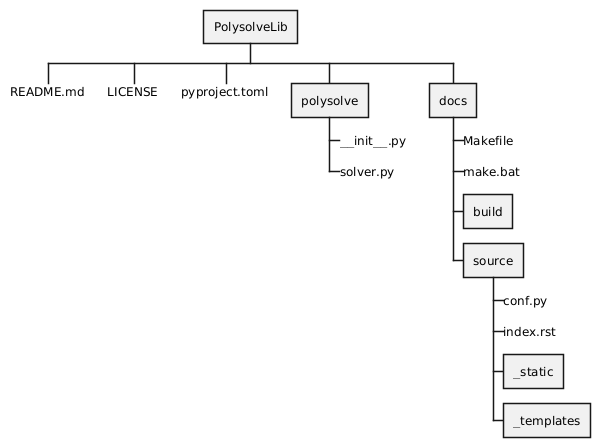 PolysolveLib
README.md
LICENSE
pyproject.toml
polysolve
docs
__init__.py
solver.py
Makefile
make.bat
build
source
conf.py
index.rst
_static
_templates